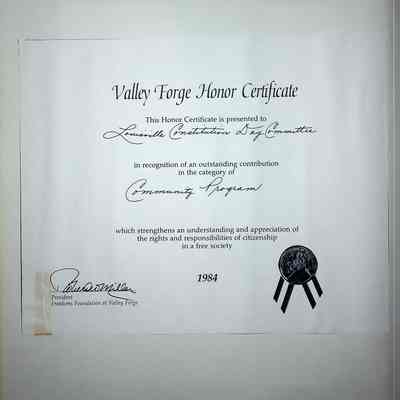 Valley Forge Honor Certificate
This Honor Certificate is presented to
Louisville Constitution Day Committee
in recognition of an outstanding contribution
in the category of
Community Program
which strengthens an understanding and appreciation of
the rights and responsibilities of citizenship
in a free society
1984
President
Freedoms Foundation at Valley Forge